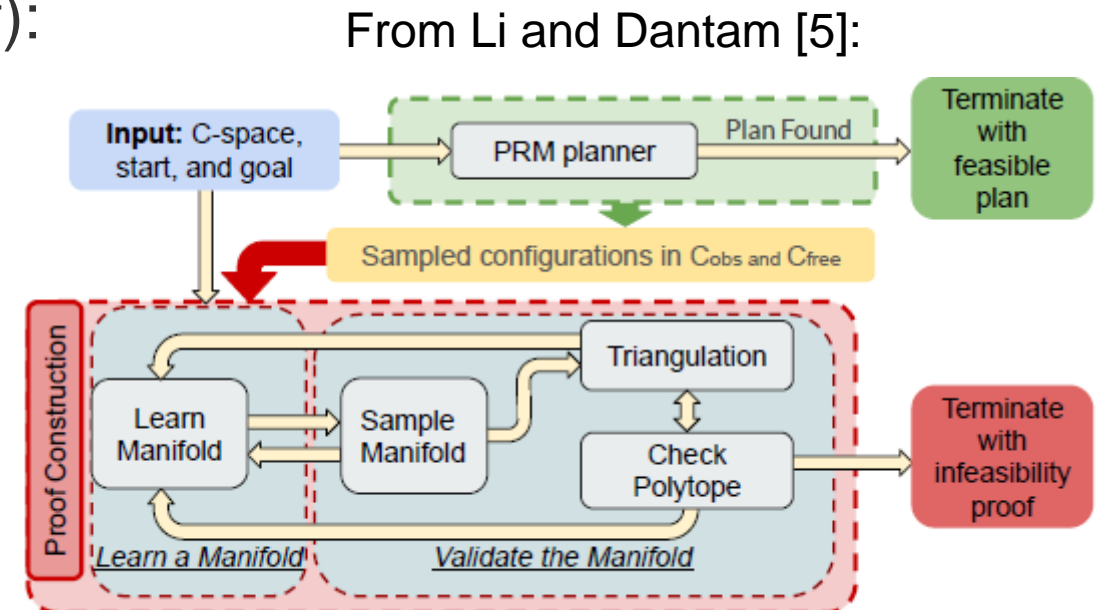 ):
From Li and Dantam [5]:
Input: C-space,
start, and goal
PRM planner
Plan Found
Terminate
with
feasible
plan
Sampled configurations in Cobs and Cfree
Proof Construction
Learn
Manifold
Sample
Manifold
Triangulation
Check
Polytope
Terminate
with
infeasibility
proof
Learn a Manifold
Validate the Manifold